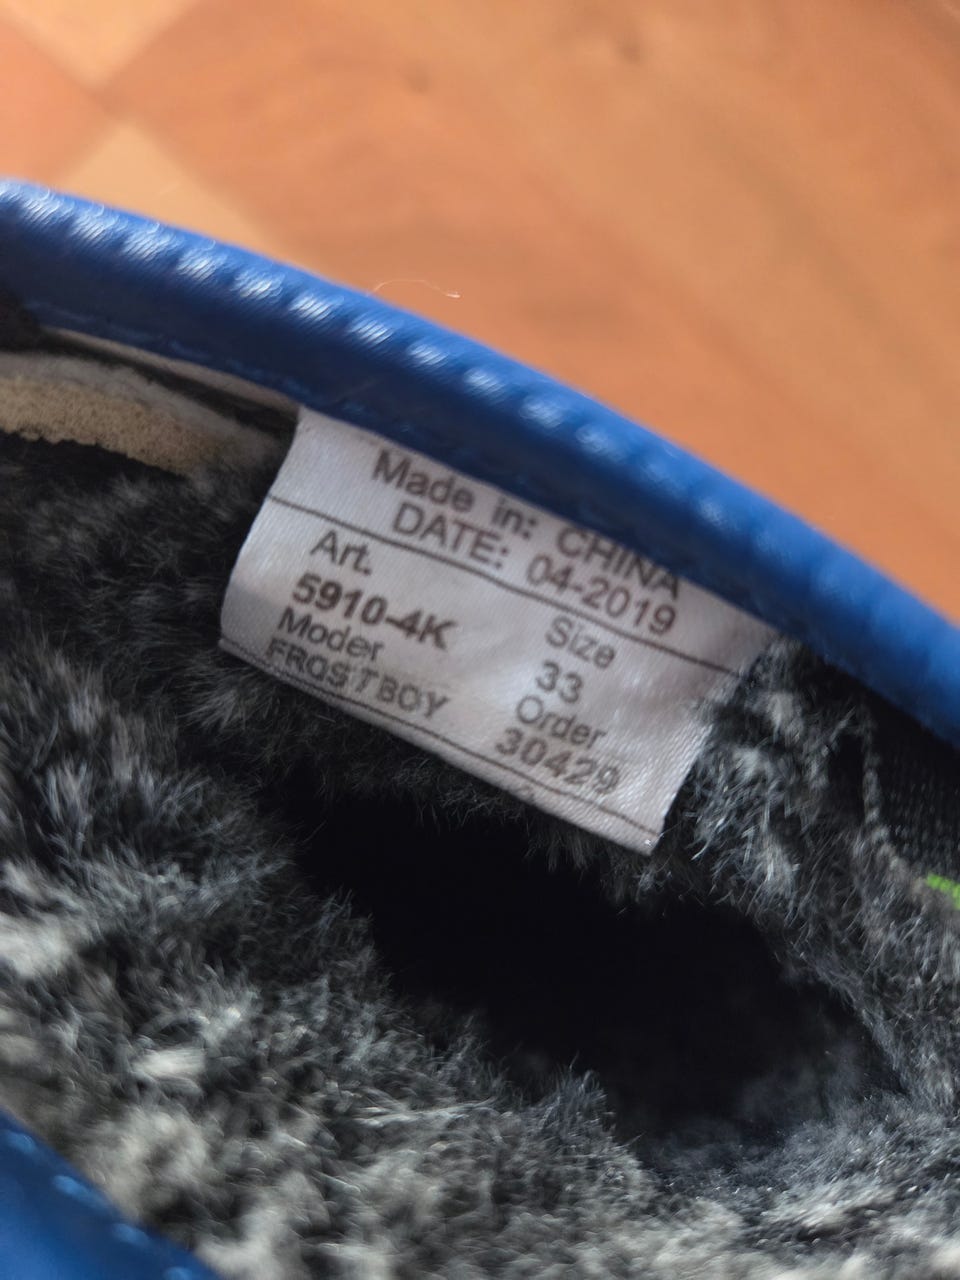 Made in: CHINA
DATE: 04-2019
Art. Size
5910-4K 33
Moder Order
FROSTBOY 30429